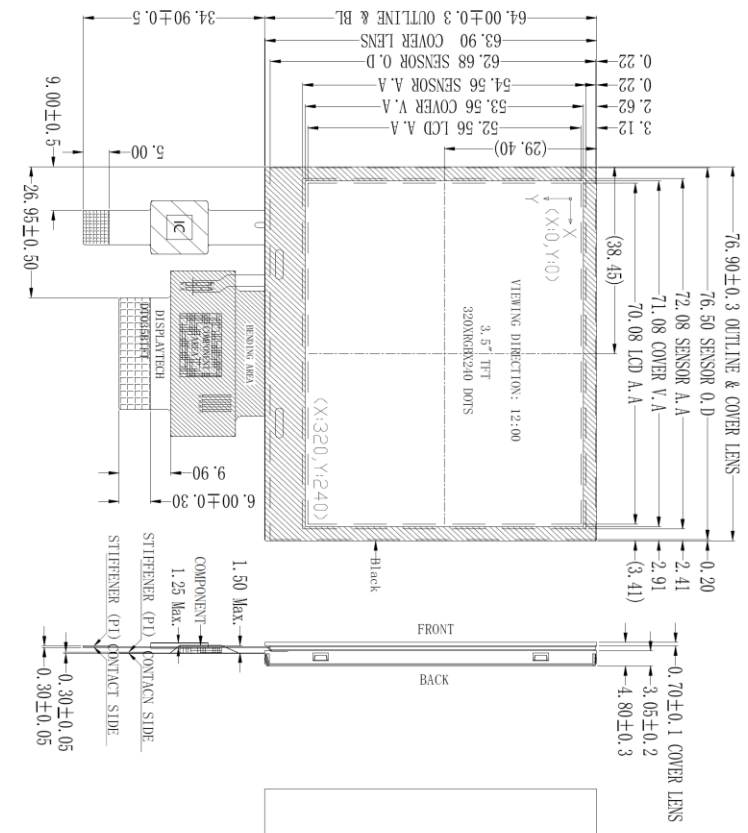 64.00±0.3 OUTLINE & BL
34.90±0.5
63.90 COVER LENS
62.68 SENSOR O.D
0.22
54.56 SENSOR A.A
0.22
53.56 COVER V.A
2.62
52.56 LCD A.A
3.12
(29.40)
9.00±0.5
5.00
26.95±0.50
IC
Y
X
(X:0,Y:0)
(38.45)
76.90±0.3 OUTLINE & COVER LENS
76.50 SENSOR O.D
72.08 SENSOR A.A
71.08 COVER V.A
70.08 LCD A.A
VIEWING DIRECTION: 12:00
3.5" TFT
320XRGBX240 DOTS
(X:320,Y:240)
BENDING AREA
COMPONENT
AREA
DISPLAYTECH
9.90
6.00±0.30
Black
0.20
2.41
2.91
(3.41)
STIFFENER (PI) CONTACT SIDE
STIFFENER (PI) CONTACN SIDE
COMPONENT
1.25 Max.
1.50 Max.
0.30±0.05
0.30±0.05
FRONT
BACK
0.70±0.1 COVER LENS
3.05±0.2
4.80±0.3